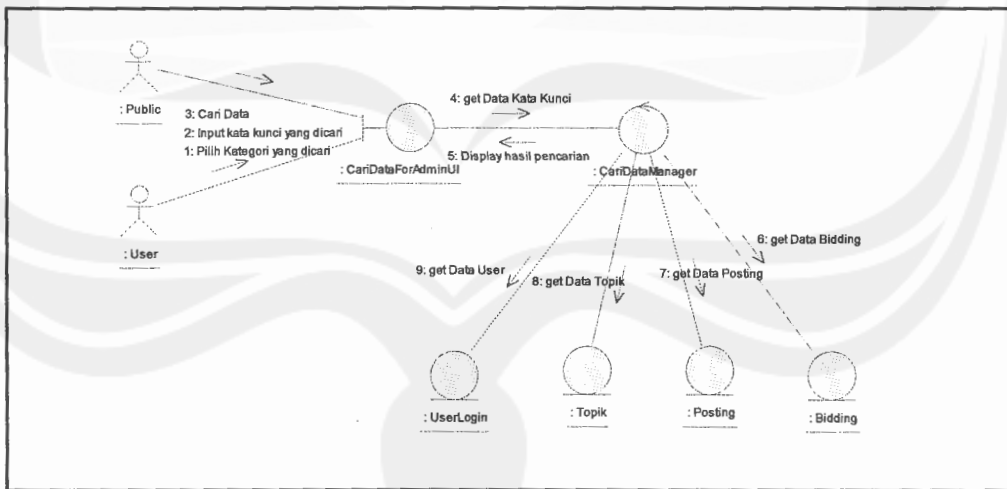 : Public
3: Cari Data
2: Input kata kunci yang dicari
1: Pilih Kategori yang dicari
: User
: CariDataForAdminUI
4: get Data Kata Kunci
5: Display hasil pencarian
: CariDataManager
6: get Data Bidding
7: get Data Posting
8: get Data Topik
9: get Data User
: UserLogin
: Topik
: Posting
: Bidding